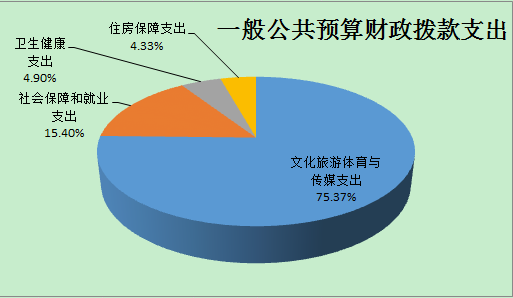 一般公共预算财政拨款支出
住房保障支出
4.33%
卫生健康
支出
4.90%
社会保障和就业
支出
15.40%
文化旅游体育与
传媒支出
75.37%